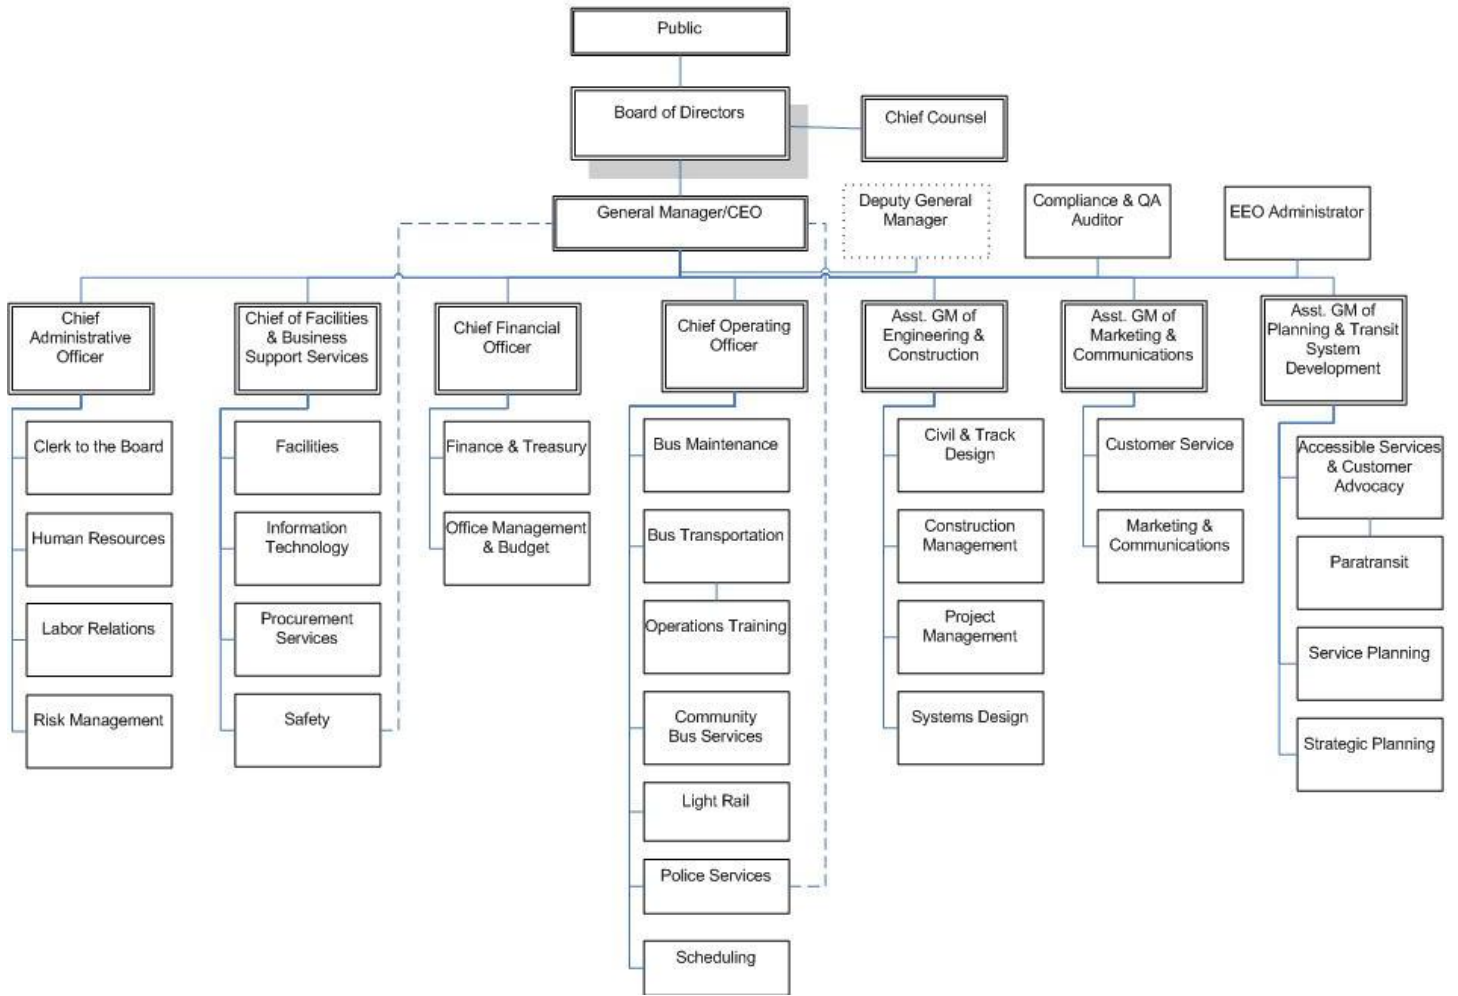 Public
Board of Directors
Chief Counsel
General Manager/CEO
Deputy General
Manager
Compliance & QA
Auditor
EEO Administrator
Chief
Administrative
Officer
Chief of Facilities
& Business
Support Services
Chief Financial
Officer
Chief Operating
Officer
Asst. GM of
Engineering &
Construction
Asst. GM of
Marketing &
Communications
Asst. GM of
Planning & Transit
System
Development
Clerk to the Board
Human Resources
Labor Relations
Risk Management
Facilities
Information
Technology
Procurement
Services
Safety
Finance & Treasury
Office Management
& Budget
Bus Maintenance
Bus Transportation
Operations Training
Community
Bus Services
Light Rail
Police Services
Scheduling
Civil & Track
Design
Construction
Management
Project
Management
Systems Design
Customer Service
Marketing &
Communications
Accessible Services
& Customer
Advocacy
Paratransit
Service Planning
Strategic Planning